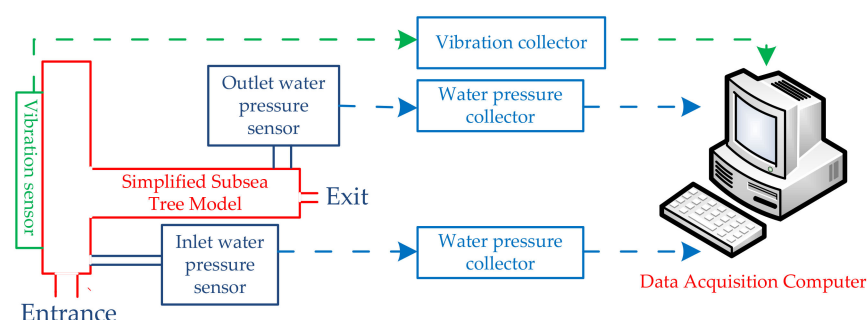 Vibration collector
Outlet water
pressure
sensor
Water pressure
collector
Vibration sensor
Simplified Subsea
Tree Model
Exit
Inlet water
pressure
sensor
Water pressure
collector
Data Acquisition Computer
Entrance